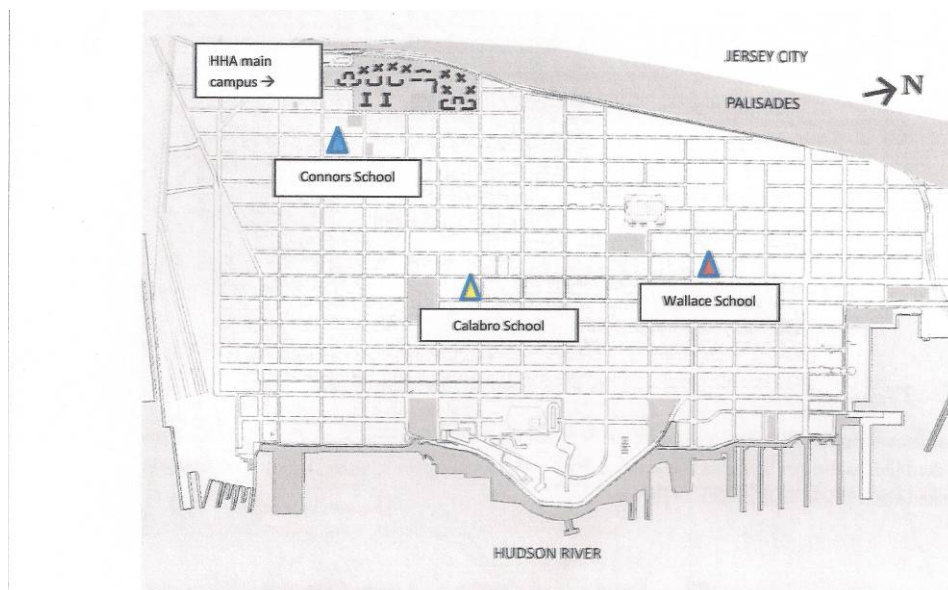 HHA main
campus →
JERSEY CITY
PALISADES
N
Connors School
Wallace School
Calabro School
HUDSON RIVER